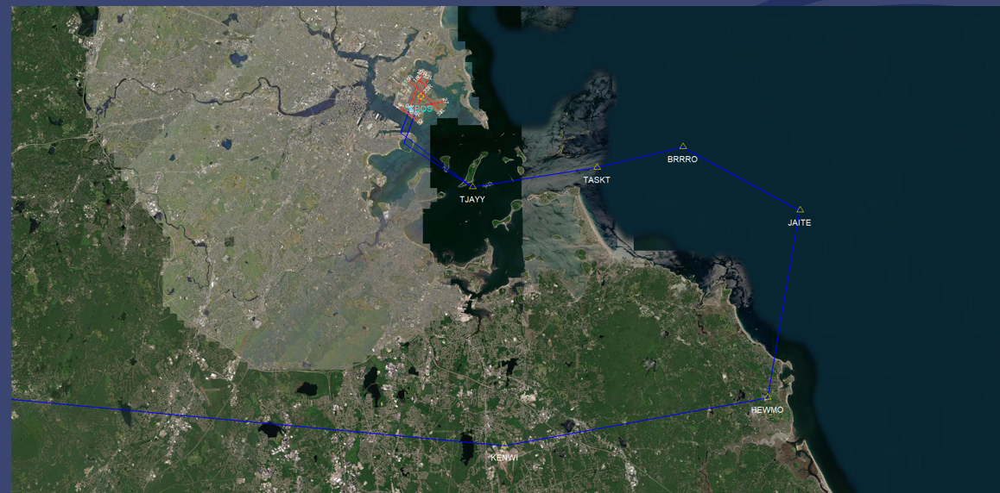 BRRRO
TASKT
TJAYY
JAITE
HEWMO
KENWI